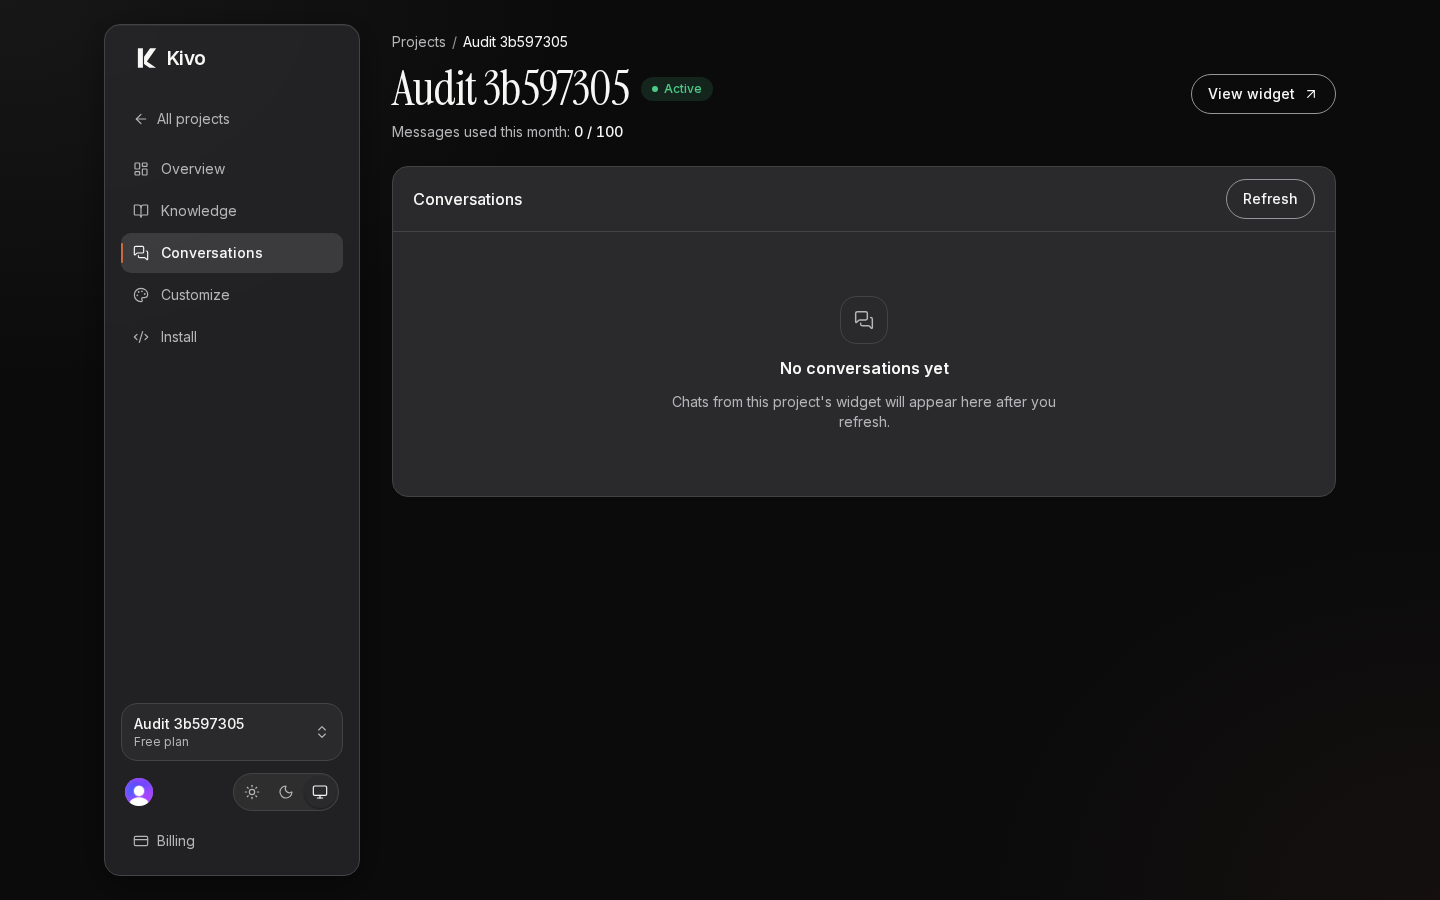 Kivo
All projects
Overview
Knowledge
Conversations
Customize
Install
Audit 3b597305
Free plan
Billing
Projects / Audit 3b597305
Audit 3b597305
Active
Messages used this month: 0 / 100
View widget
Conversations
Refresh
No conversations yet
Chats from this project's widget will appear here after you
refresh.